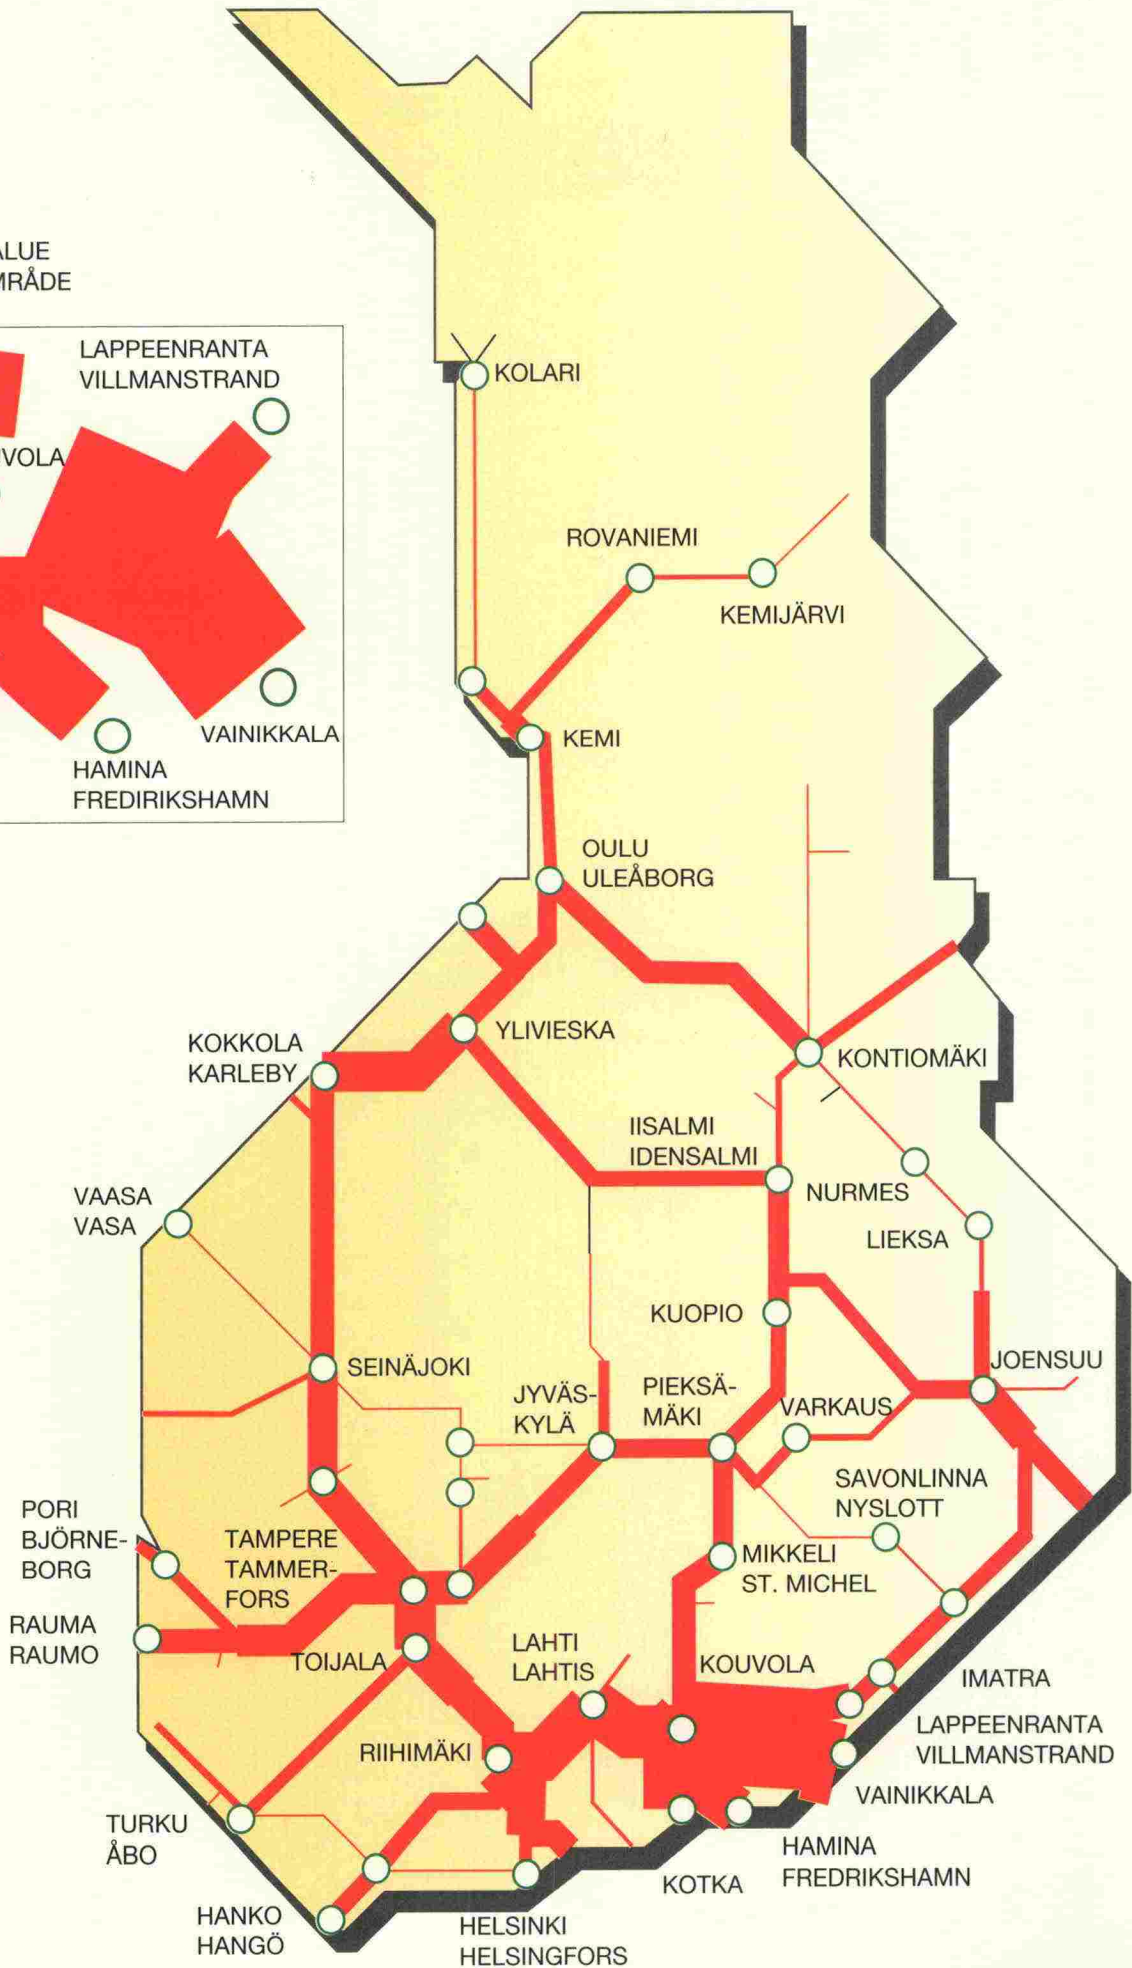 ALUE
MRÅDE
LAPPEENRANTA
VILLMANSTRAND
VOLA
VAINIKKALA
HAMINA
FREDIRIKSHAMN
KOLARI
ROVANIEMI
KEMIJÄRVI
KEMI
OULU
ULEÅBORG
YLIVIESKA
KOKKOLA
KARLEBY
KONTIOMÄKI
IISALMI
IDENSALMI
NURMES
VAASA
VASA
LIEKSA
KUOPIO
SEINÄJOKI
JOENSUU
JYVÄS-
KYLÄ
PIEKSÄ-
MÄKI
VARKAUS
SAVONLINNA
NYSLOTT
PORI
BJÖRNE-
BORG
TAMPERE
TAMMER-
FORS
MIKKELI
ST. MICHEL
RAUMA
RAUMO
TOIJALA
LAHTI
LAHTIS
KOUVOLA
IMATRA
LAPPEENRANTA
VILLMANSTRAND
RIIHIMÄKI
VAINIKKALA
TURKU
ÅBO
HAMINA
FREDRIKSHAMN
KOTKA
HANKO
HANGÖ
HELSINKI
HELSINGFORS